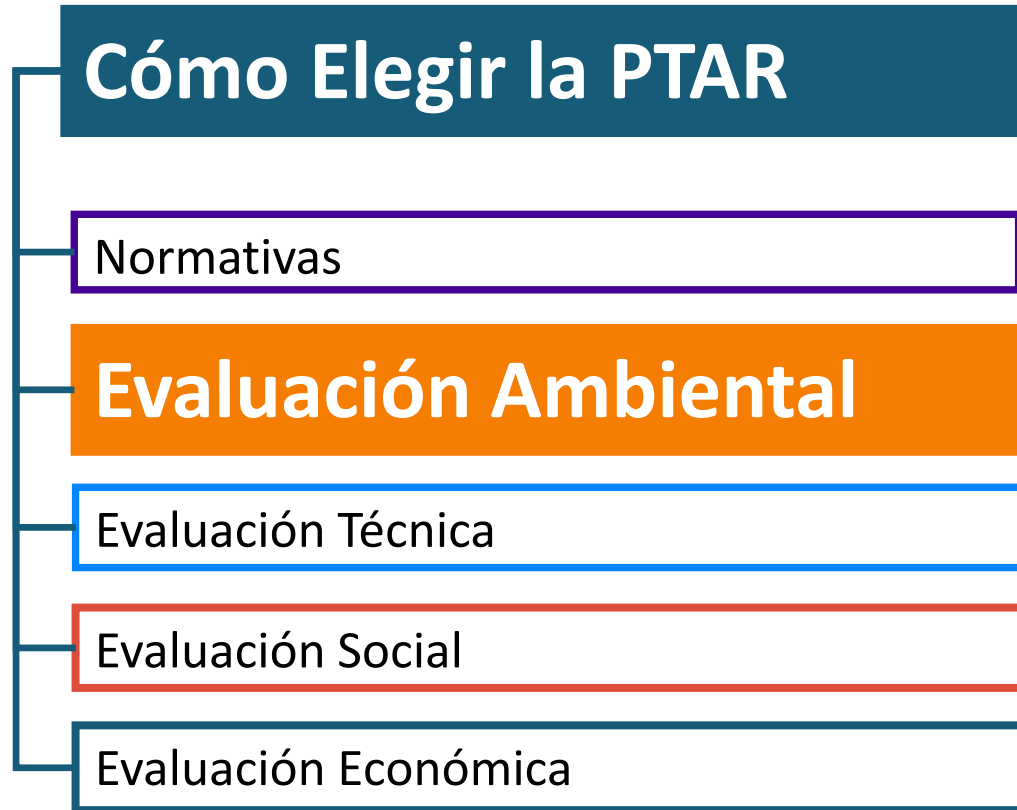 Cómo Elegir la PTAR
Normativas
Evaluación Ambiental
Evaluación Técnica
Evaluación Social
Evaluación Económica